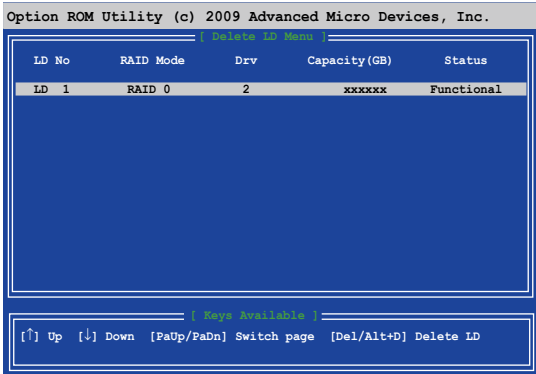 Option ROM Utility (c) 2009 Advanced Micro Devices, Inc.
[ Delete LD Menu ]
LD No RAID Mode Drv Capacity(GB) Status
LD 1 RAID 0 2 xxxxxx Functional
[ Keys Available ]
[↑] Up [↓] Down [PaUp/PaDn] Switch page [Del/Alt+D] Delete LD